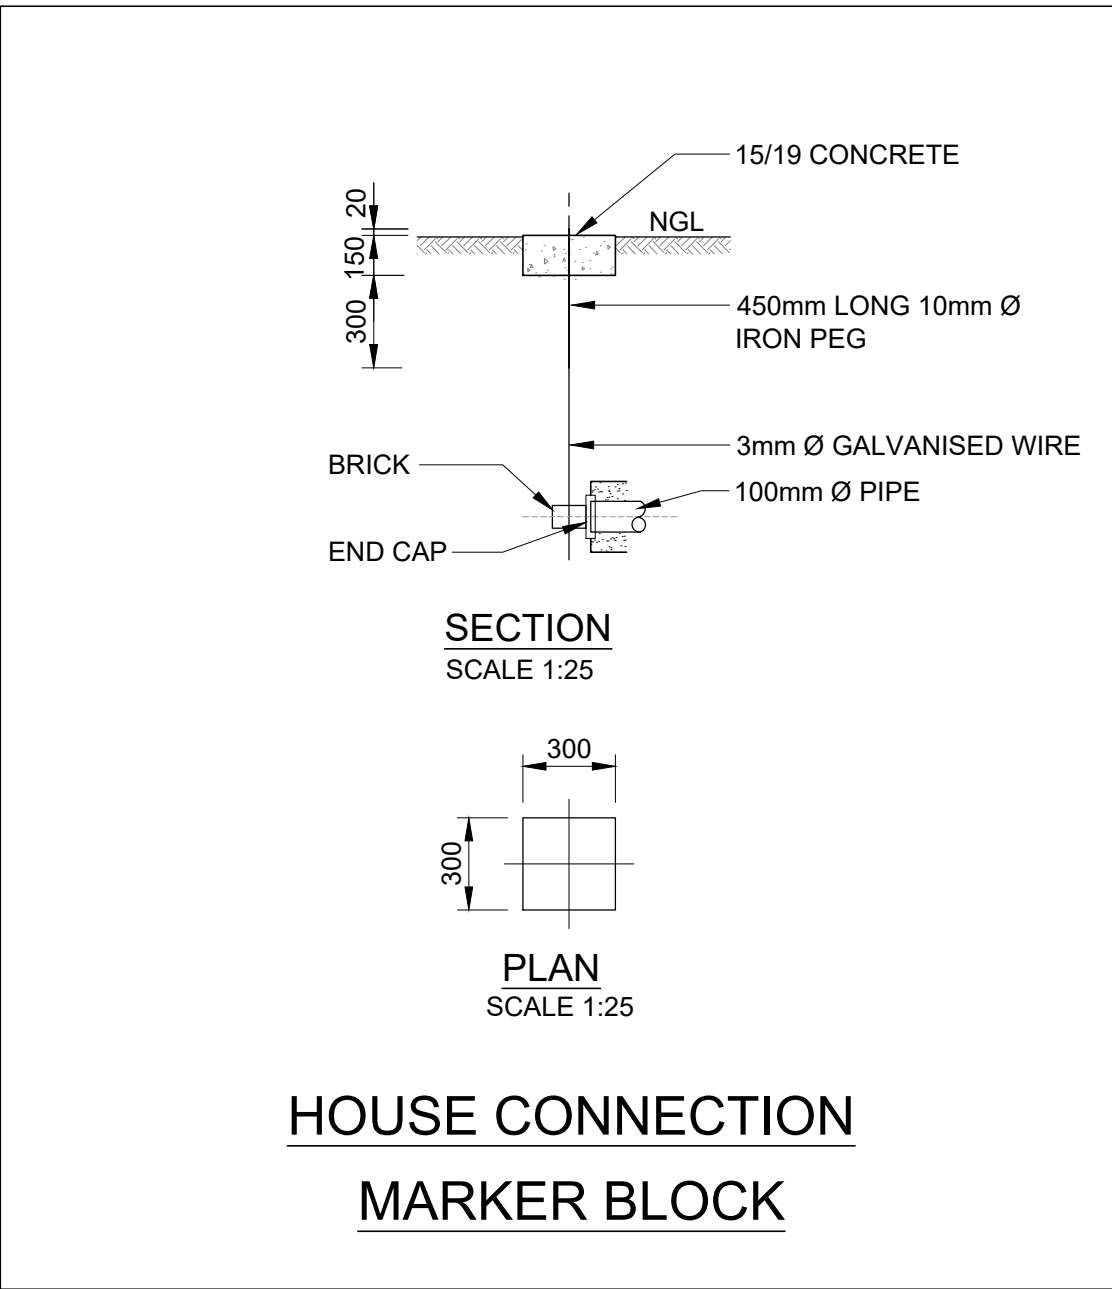 15/19 CONCRETE
20
NGL
150
300
450mm LONG 10mm Ø
IRON PEG
3mm Ø GALVANISED WIRE
BRICK
100mm Ø PIPE
END CAP
SECTION
SCALE 1:25
300
300
PLAN
SCALE 1:25
HOUSE CONNECTION
MARKER BLOCK